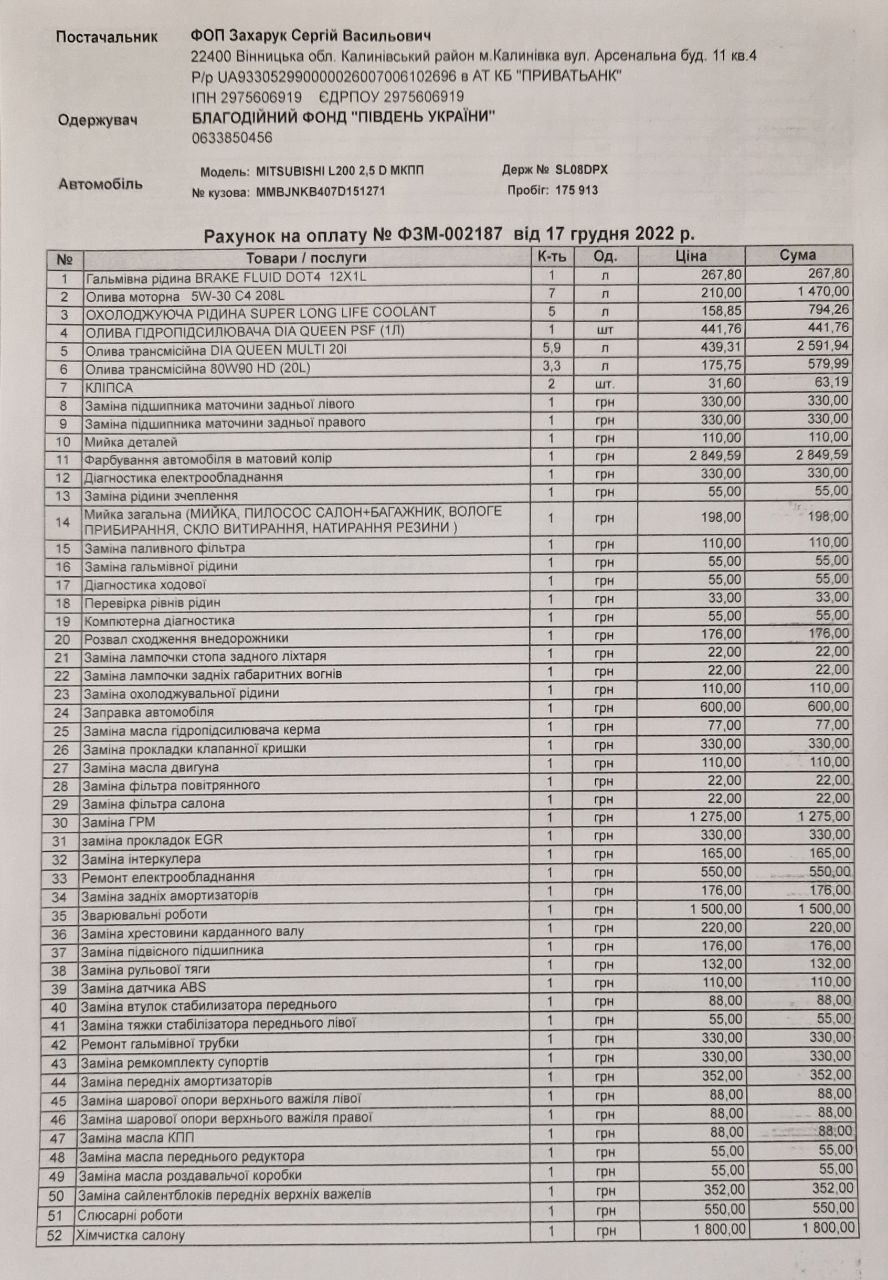 Постачальник ФОП Захарук Сергій Васильович
22400 Вінницька обл. Калинівський район м.Калинівка вул. Арсенальна буд. 11 кв.4
Р/р UA933052990000026007006102696 в АТ КБ "ПРИВАТЬАНК"
ІПН 2975606919 ЄДРПОУ 2975606919
Одержувач БЛАГОДІЙНИЙ ФОНД "ПІВДЕНЬ УКРАЇНИ"
0633850456
Автомобіль Модель: MITSUBISHI L200 2,5 D МКПП Держ № SL08DPX
№ кузова: MMBJNKB407D151271 Пробіг: 175 913
Рахунок на оплату № ФЗМ-002187 від 17 грудня 2022 р.
№ Товари / послуги К-ть Од. Ціна Сума
1 Гальмівна рідина BRAKE FLUID DOT4 12X1L 1 л 267,80 267,80
2 Олива моторна 5W-30 C4 208L 7 л 210,00 1 470,00
3 ОХОЛОДЖУЮЧА РІДИНА SUPER LONG LIFE COOLANT 5 л 158,85 794,26
4 ОЛИВА ГІДРОПІДСИЛЮВАЧА DIA QUEEN PSF (1Л) 1 шт 441,76 441,76
5 Олива трансмісійна DIA QUEEN MULTI 20l 5,9 л 439,31 2 591,94
6 Олива трансмісійна 80W90 HD (20L) 3,3 л 175,75 579,99
7 КЛІПСА 2 шт. 31,60 63,19
8 Заміна підшипника маточини задньої лівого 1 грн 330,00 330,00
9 Заміна підшипника маточини задньої правого 1 грн 330,00 330,00
10 Мийка деталей 1 грн 110,00 110,00
11 Фарбування автомобіля в матовий колір 1 грн 2 849,59 2 849,59
12 Діагностика електрообладнання 1 грн 330,00 330,00
13 Заміна рідини зчеплення 1 грн 55,00 55,00
14 Мийка загальна (МИЙКА, ПИЛОСОС САЛОН+БАГАЖНИК, ВОЛОГЕ
ПРИБИРАННЯ, СКЛО ВИТИРАННЯ, НАТИРАННЯ РЕЗИНИ ) 1 грн 198,00 198,00
15 Заміна паливного фільтра 1 грн 110,00 110,00
16 Заміна гальмівної рідини 1 грн 55,00 55,00
17 Діагностика ходової 1 грн 55,00 55,00
18 Перевірка рівнів рідин 1 грн 33,00 33,00
19 Компютерна діагностика 1 грн 55,00 55,00
20 Розвал сходження внедорожники 1 грн 176,00 176,00
21 Заміна лампочки стопа заднього ліхтаря 1 грн 22,00 22,00
22 Заміна лампочки задніх габаритних вогнів 1 грн 22,00 22,00
23 Заміна охолоджувальної рідини 1 грн 110,00 110,00
24 Заправка автомобіля 1 грн 600,00 600,00
25 Заміна масла гідропідсилювача керма 1 грн 77,00 77,00
26 Заміна прокладки клапанної кришки 1 грн 330,00 330,00
27 Заміна масла двигуна 1 грн 110,00 110,00
28 Заміна фільтра повітрянного 1 грн 22,00 22,00
29 Заміна фільтра салона 1 грн 22,00 22,00
30 Заміна ГРМ 1 грн 1 275,00 1 275,00
31 заміна прокладок EGR 1 грн 330,00 330,00
32 Заміна інтеркулера 1 грн 165,00 165,00
33 Ремонт електрообладнання 1 грн 550,00 550,00
34 Заміна задніх амортизаторів 1 грн 176,00 176,00
35 Зварювальні роботи 1 грн 1 500,00 1 500,00
36 Заміна хрестовини карданного валу 1 грн 220,00 220,00
37 Заміна підвісного підшипника 1 грн 176,00 176,00
38 Заміна рульової тяги 1 грн 132,00 132,00
39 Заміна датчика ABS 1 грн 110,00 110,00
40 Заміна втулок стабилизатора переднього 1 грн 88,00 88,00
41 Заміна тяжки стабілізатора переднього лівої 1 грн 55,00 55,00
42 Ремонт гальмівної трубки 1 грн 330,00 330,00
43 Заміна ремкомплекту супортів 1 грн 330,00 330,00
44 Заміна передніх амортизаторів 1 грн 352,00 352,00
45 Заміна шарової опори верхнього важіля лівої 1 грн 88,00 88,00
46 Заміна шарової опори верхнього важіля правої 1 грн 88,00 88,00
47 Заміна масла КПП 1 грн 88,00 88,00
48 Заміна масла переднього редуктора 1 грн 55,00 55,00
49 Заміна масла роздавальної коробки 1 грн 55,00 55,00
50 Заміна сайлентблоків передніх верхніх важелів 1 грн 352,00 352,00
51 Слюсарні роботи 1 грн 550,00 550,00
52 Хімчистка салону 1 грн 1 800,00 1 800,00